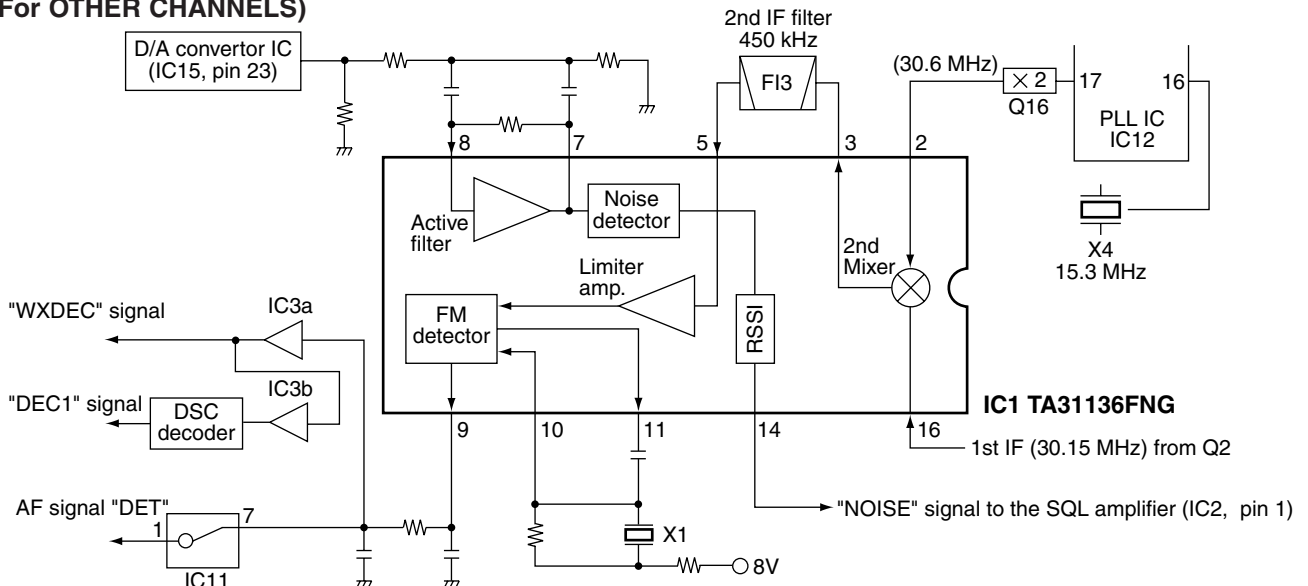 For OTHER CHANNELS)
D/A convertor IC
(IC15, pin 23)
2nd IF filter
450 kHz
FI3
(30.6 MHz)
× 2
Q16
17
16
PLL IC
IC12
X4
15.3 MHz
8
7
5
3
2
Active
filter
Noise
detector
2nd
Mixer
Limiter
amp.
FM
detector
RSSI
"WXDEC" signal
IC3a
"DEC1" signal
DSC
decoder
IC3b
IC1 TA31136FNG
9
10
11
14
16
1st IF (30.15 MHz) from Q2
AF signal "DET"
1
7
IC11
X1
8V
"NOISE" signal to the SQL amplifier (IC2, pin 1)